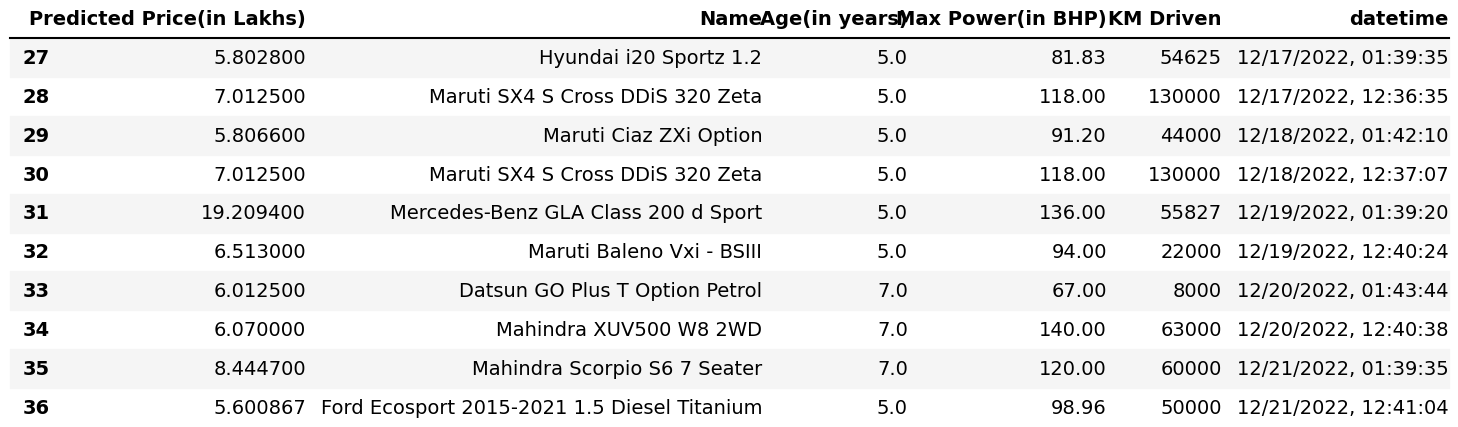 Predicted Price(in Lakhs) Name Age(in years) Max Power(in BHP) KM Driven datetime
27 5.802800 Hyundai i20 Sportz 1.2 5.0 81.83 54625 12/17/2022, 01:39:35
28 7.012500 Maruti SX4 S Cross DDiS 320 Zeta 5.0 118.00 130000 12/17/2022, 12:36:35
29 5.806600 Maruti Ciaz ZXi Option 5.0 91.20 44000 12/18/2022, 01:42:10
30 7.012500 Maruti SX4 S Cross DDiS 320 Zeta 5.0 118.00 130000 12/18/2022, 12:37:07
31 19.209400 Mercedes-Benz GLA Class 200 d Sport 5.0 136.00 55827 12/19/2022, 01:39:20
32 6.513000 Maruti Baleno Vxi - BSIII 5.0 94.00 22000 12/19/2022, 12:40:24
33 6.012500 Datsun GO Plus T Option Petrol 7.0 67.00 8000 12/20/2022, 01:43:44
34 6.070000 Mahindra XUV500 W8 2WD 7.0 140.00 63000 12/20/2022, 12:40:38
35 8.444700 Mahindra Scorpio S6 7 Seater 7.0 120.00 60000 12/21/2022, 01:39:35
36 5.600867 Ford Ecosport 2015-2021 1.5 Diesel Titanium 5.0 98.96 50000 12/21/2022, 12:41:04